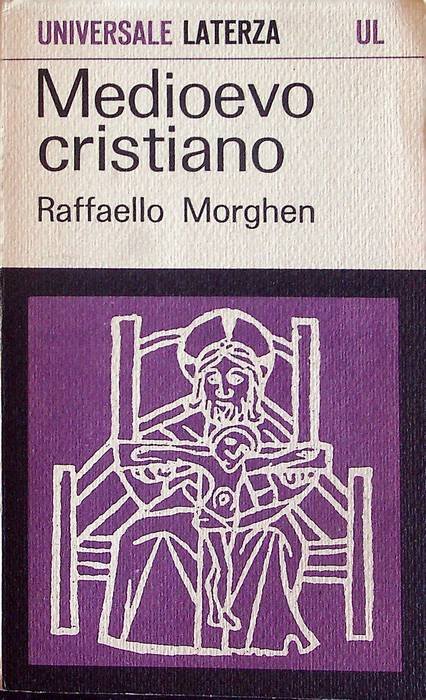 UNIVERSALE LATERZA UL
Medioevo
cristiano
Raffaello Morghen